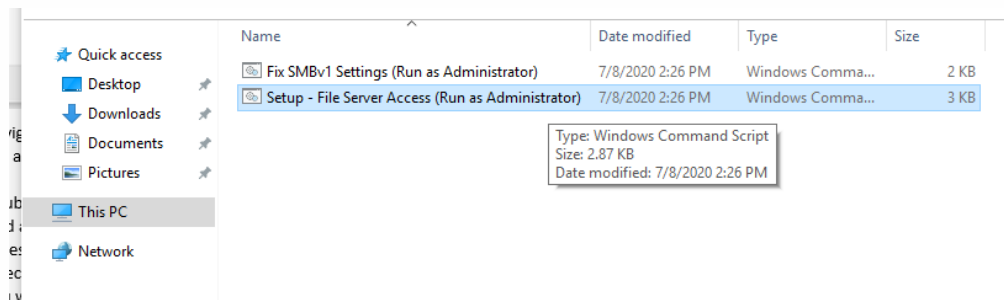 Name Date modified Type Size
Quick access
Desktop
Downloads
Documents
Pictures
This PC
Network
Fix SMBv1 Settings (Run as Administrator) 7/8/2020 2:26 PM Windows Comma... 2 KB
Setup - File Server Access (Run as Administrator) 7/8/2020 2:26 PM Windows Comma... 3 KB
Type: Windows Command Script
Size: 2.87 KB
Date modified: 7/8/2020 2:26 PM